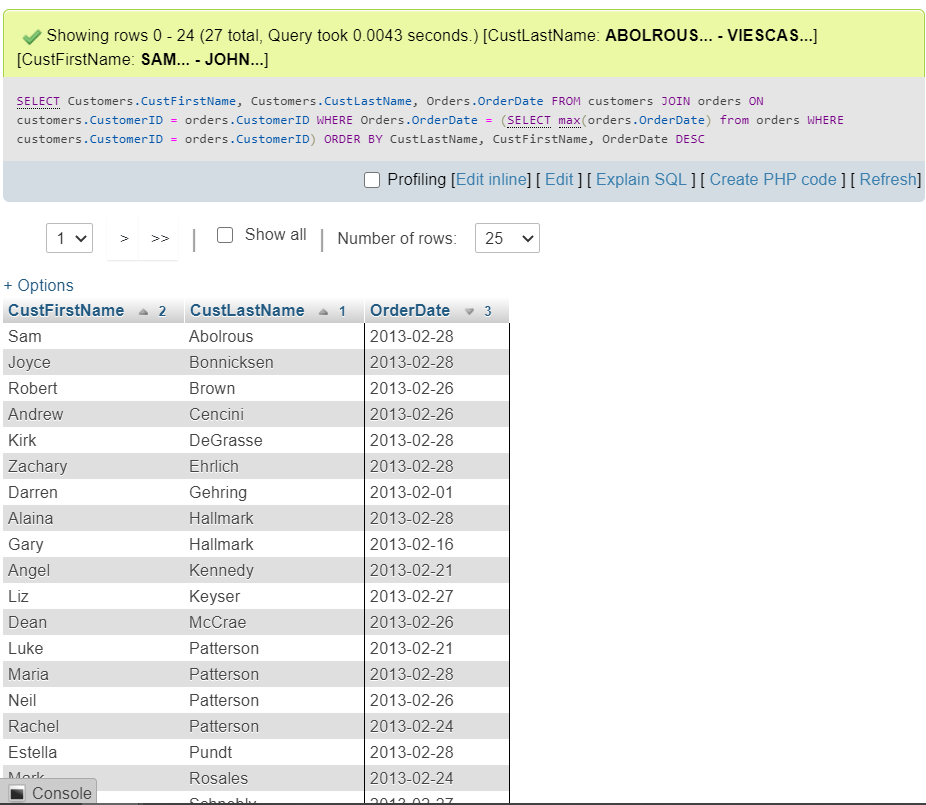 Showing rows 0 - 24 (27 total, Query took 0.0043 seconds.) [CustLastName: ABOLROUS... - VIESCAS...]
[CustFirstName: SAM... - JOHN...]
SELECT Customers.CustFirstName, Customers.CustLastName, Orders.OrderDate FROM customers JOIN orders ON
customers.CustomerID = orders.CustomerID WHERE Orders.OrderDate = (SELECT max(orders.OrderDate) from orders WHERE
customers.CustomerID = orders.CustomerID) ORDER BY CustLastName, CustFirstName, OrderDate DESC
Profiling [Edit inline] [ Edit ] [ Explain SQL ] [ Create PHP code ] [ Refresh]
1 > >> | Show all | Number of rows: 25
+ Options
CustFirstName 2 CustLastName 1 OrderDate 3
Sam Abolrous 2013-02-28
Joyce Bonnicksen 2013-02-28
Robert Brown 2013-02-26
Andrew Cencini 2013-02-26
Kirk DeGrasse 2013-02-28
Zachary Ehrlich 2013-02-28
Darren Gehring 2013-02-01
Alaina Hallmark 2013-02-28
Gary Hallmark 2013-02-16
Angel Kennedy 2013-02-21
Liz Keyser 2013-02-27
Dean McCrae 2013-02-26
Luke Patterson 2013-02-21
Maria Patterson 2013-02-28
Neil Patterson 2013-02-26
Rachel Patterson 2013-02-24
Estella Pundt 2013-02-28
Mark Rosales 2013-02-24
Console